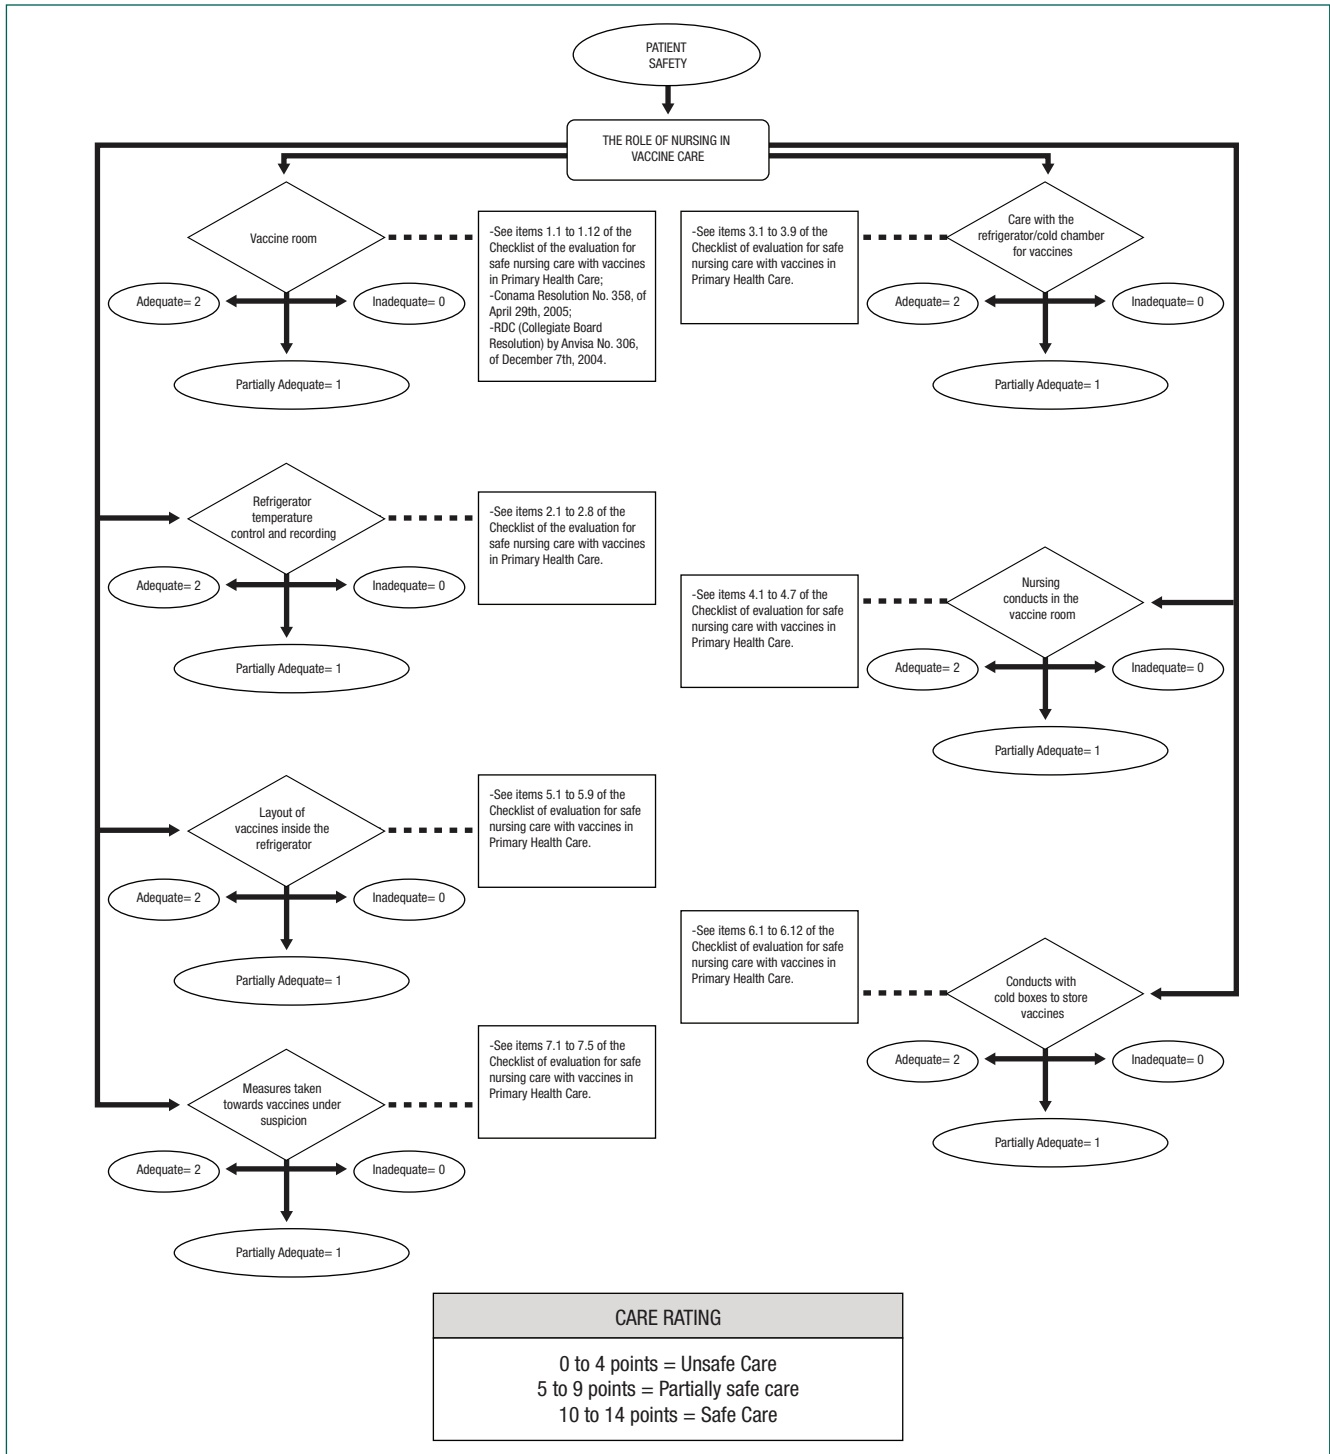 PATIENT
SAFETY
THE ROLE OF NURSING IN
VACCINE CARE
Vaccine room
-See items 1.1 to 1.12 of the
Checklist of the evaluation for
safe nursing care with vaccines
in Primary Health Care;
-Conama Resolution No. 358, of
April 29th, 2005;
-RDC (Collegiate Board
Resolution) by Anvisa No. 306,
of December 7th, 2004.
Adequate= 2
Inadequate= 0
Partially Adequate= 1
-See items 3.1 to 3.9 of the
Checklist of evaluation for safe
nursing care with vaccines in
Primary Health Care.
Care with the
refrigerator/cold chamber
for vaccines
Adequate= 2
Inadequate= 0
Partially Adequate= 1
Refrigerator
temperature
control and recording
-See items 2.1 to 2.8 of the
Checklist of the evaluation for
safe nursing care with vaccines
in Primary Health Care.
Adequate= 2
Inadequate= 0
Partially Adequate= 1
-See items 4.1 to 4.7 of the
Checklist of evaluation for safe
nursing care with vaccines in
Primary Health Care.
Nursing
conducts in the
vaccine room
Adequate= 2
Inadequate= 0
Partially Adequate= 1
Layout of
vaccines inside the
refrigerator
-See items 5.1 to 5.9 of the
Checklist of evaluation for safe
nursing care with vaccines in
Primary Health Care.
Adequate= 2
Inadequate= 0
Partially Adequate= 1
-See items 6.1 to 6.12 of the
Checklist of evaluation for safe
nursing care with vaccines in
Primary Health Care.
Conducts with
cold boxes to store
vaccines
Adequate= 2
Inadequate= 0
Partially Adequate= 1
Measures taken
towards vaccines under
suspicion
-See items 7.1 to 7.5 of the
Checklist of evaluation for safe
nursing care with vaccines in
Primary Health Care.
Adequate= 2
Inadequate= 0
Partially Adequate= 1
CARE RATING
0 to 4 points = Unsafe Care
5 to 9 points = Partially safe care
10 to 14 points = Safe Care